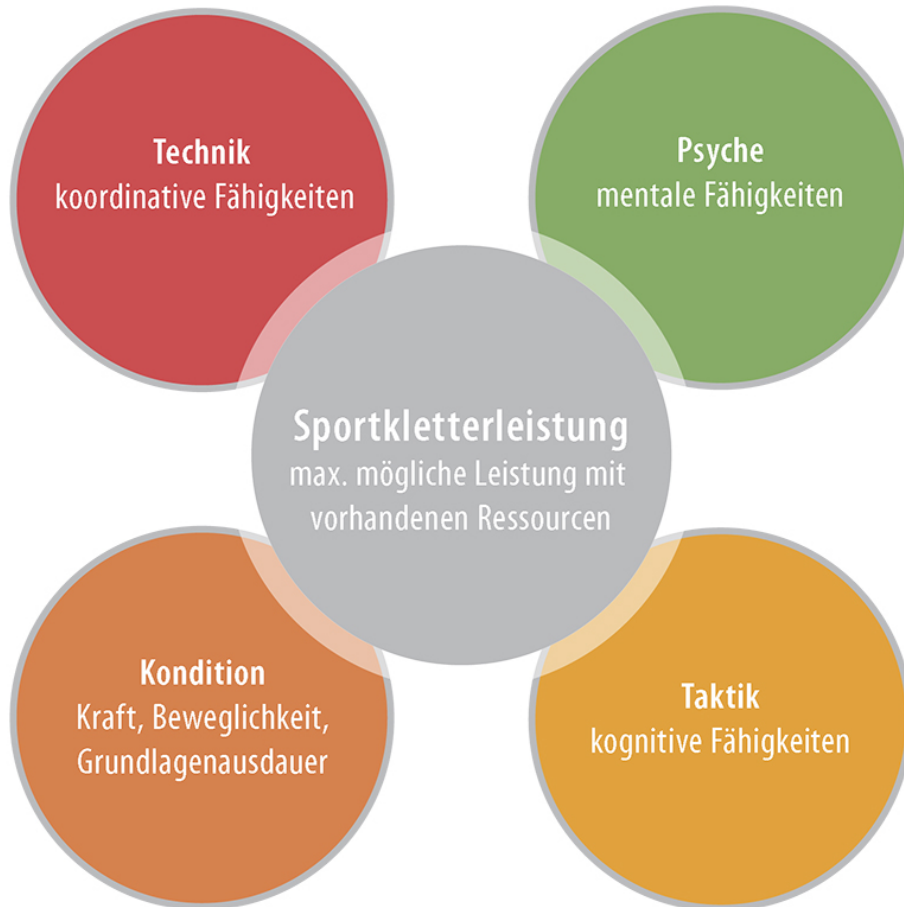 Technik
koordinative Fähigkeiten
Psyche
mentale Fähigkeiten
Sportkletterleistung
max. mögliche Leistung mit
vorhandenen Ressourcen
Kondition
Kraft, Beweglichkeit,
Grundlagenausdauer
Taktik
kognitive Fähigkeiten